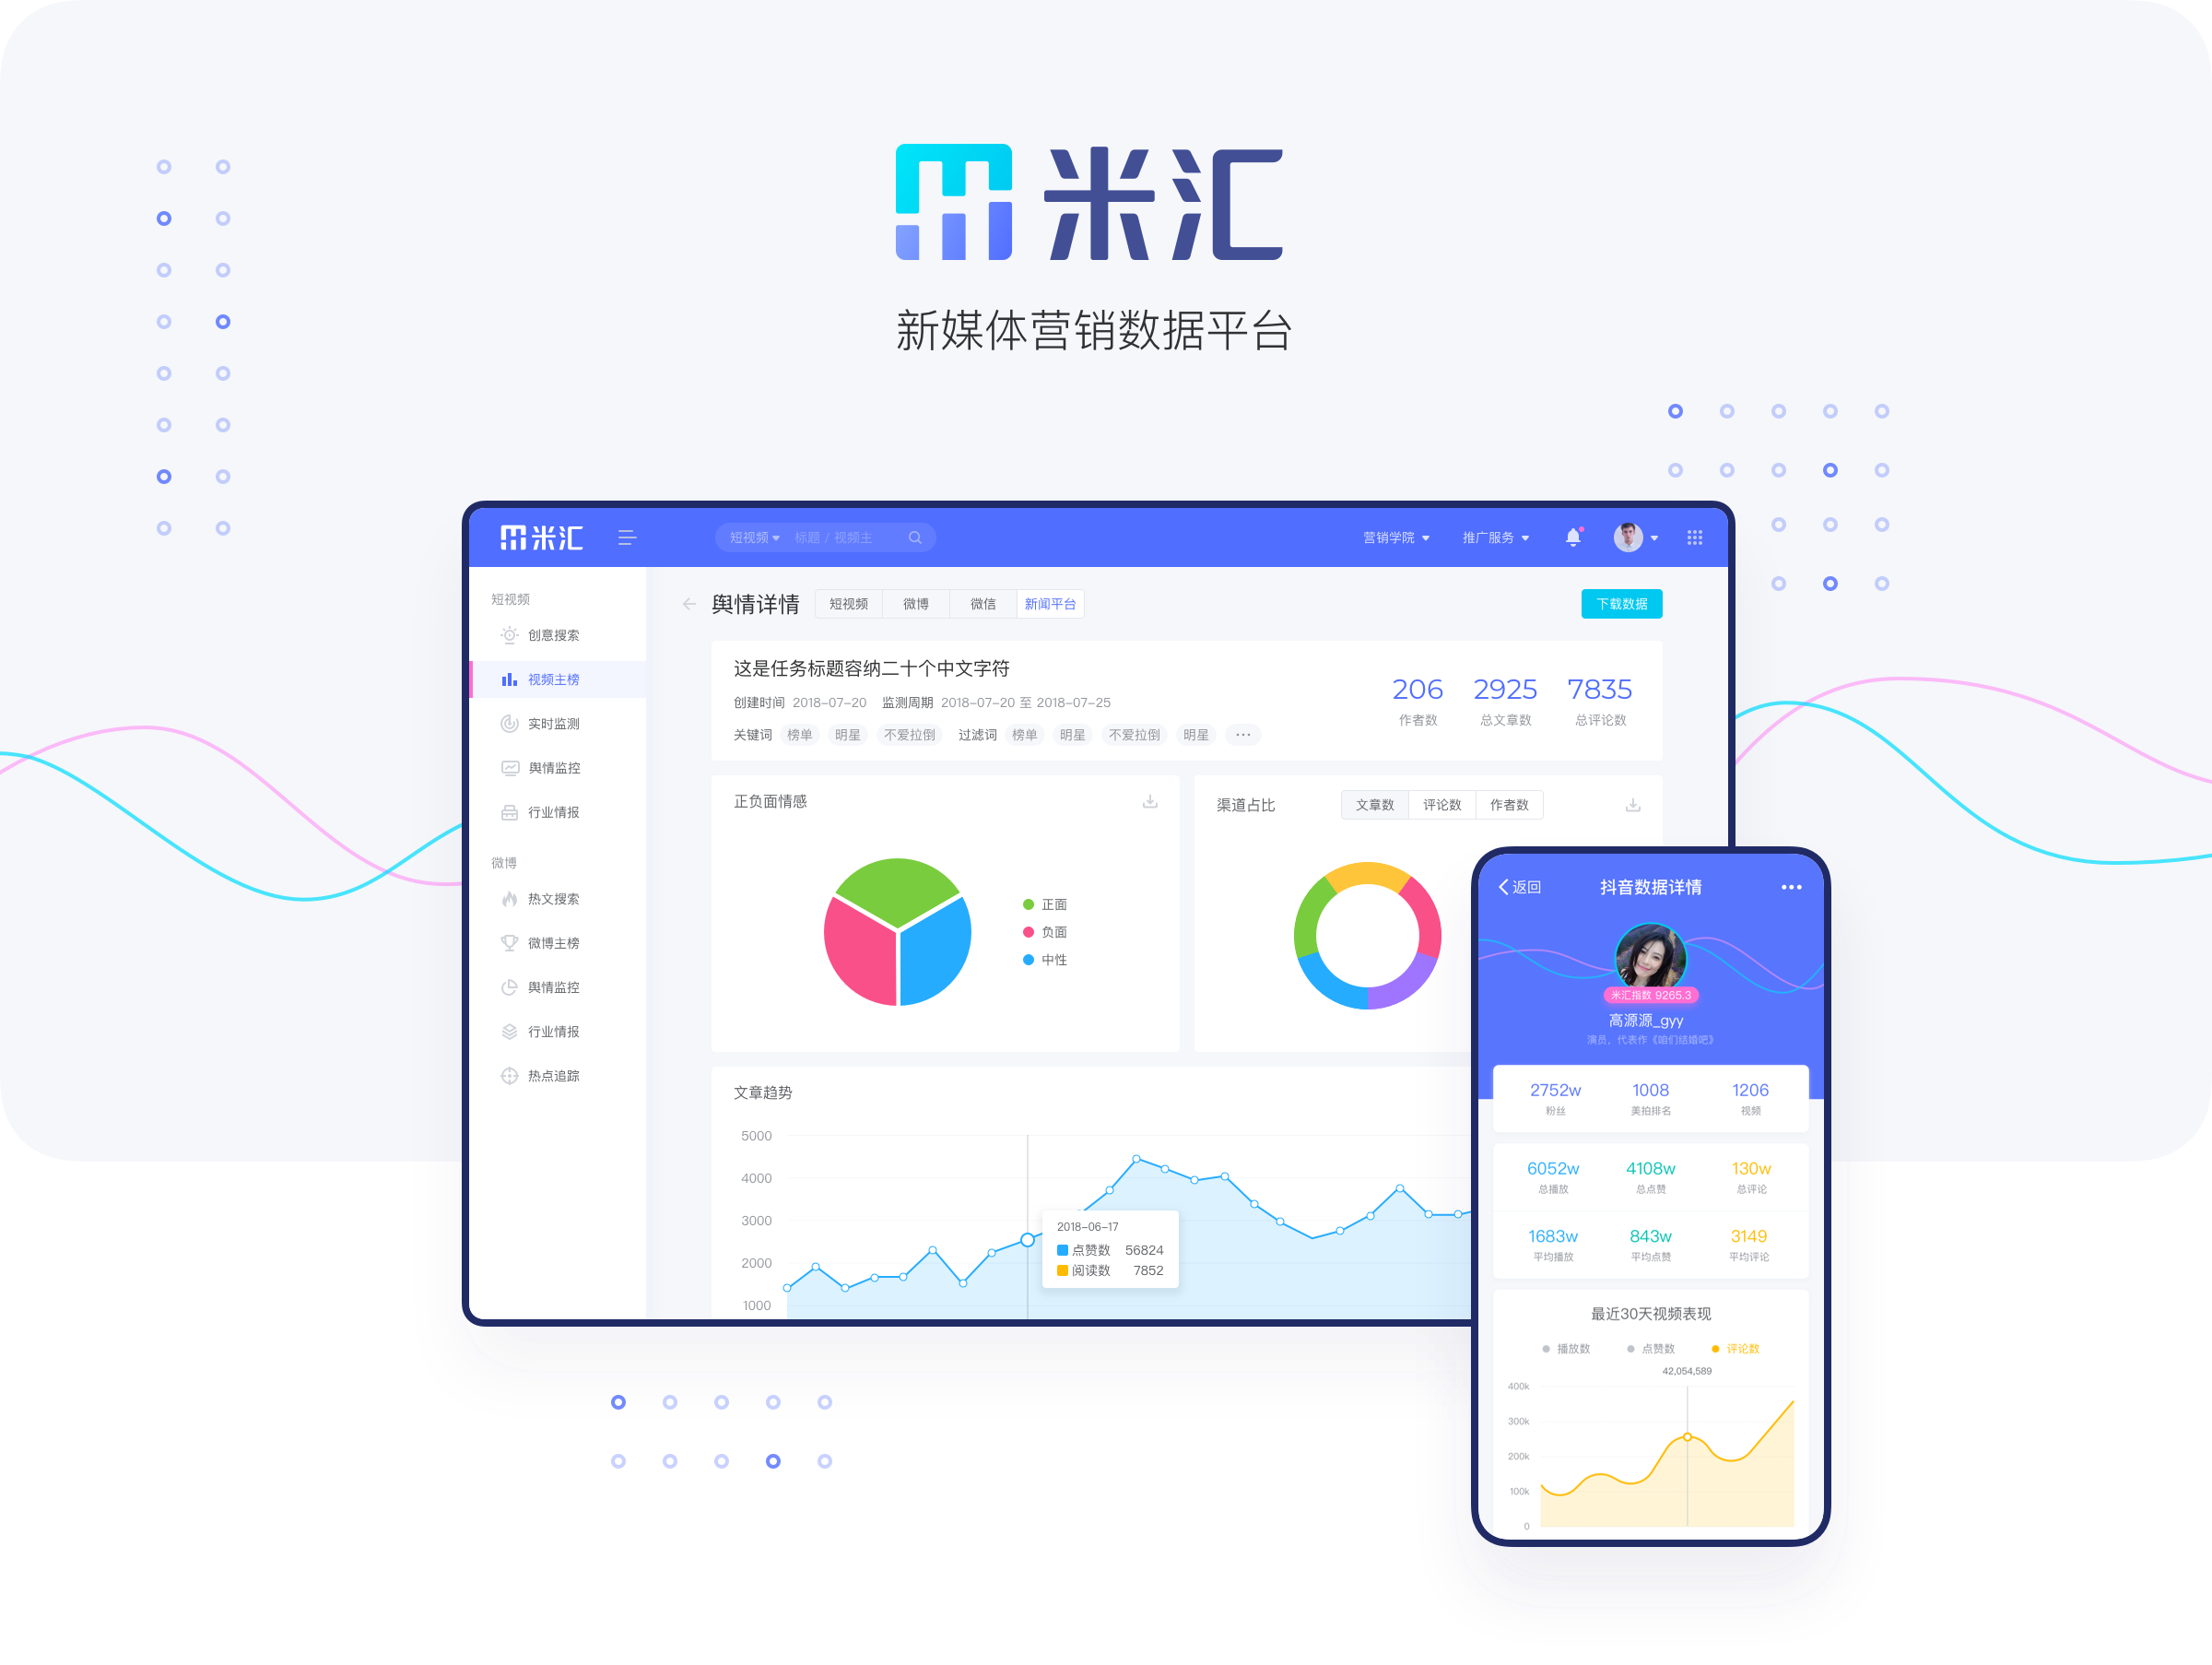 米汇
新媒体营销数据平台
米汇
短视频 标题 / 视频主
营销学院 推广服务
短视频
创意搜索
视频主榜
实时监测
舆情监控
行业情报
微博
热文搜索
微博主榜
舆情监控
行业情报
热点追踪
舆情详情 短视频 微博 微信 新闻平台 下载数据
这是任务标题容纳二十个中文字符
创建时间 2018-07-20 监测周期 2018-07-20 至 2018-07-25
关键词 榜单 明星 不爱拉倒 过滤词 榜单 明星 不爱拉倒 明星 ···
206 2925 7835
作者数 总文章数 总评论数
正负面情感
正面
负面
中性
渠道占比 文章数 评论数 作者数
文章趋势
5000
4000
3000
2000
1000
2018-06-17
点赞数 56824
阅读数 7852
返回 抖音数据详情
米汇指数 9265.3
高源源_gyy
演员，代表作《咱们结婚吧》
2752w 1008 1206
粉丝 美拍排名 视频
6052w 4108w 130w
总播放 总点赞 总评论
1683w 843w 3149
平均播放 平均点赞 平均评论
最近30天视频表现
播放数 点赞数 评论数
42,054,589
400k
300k
200k
100k
0